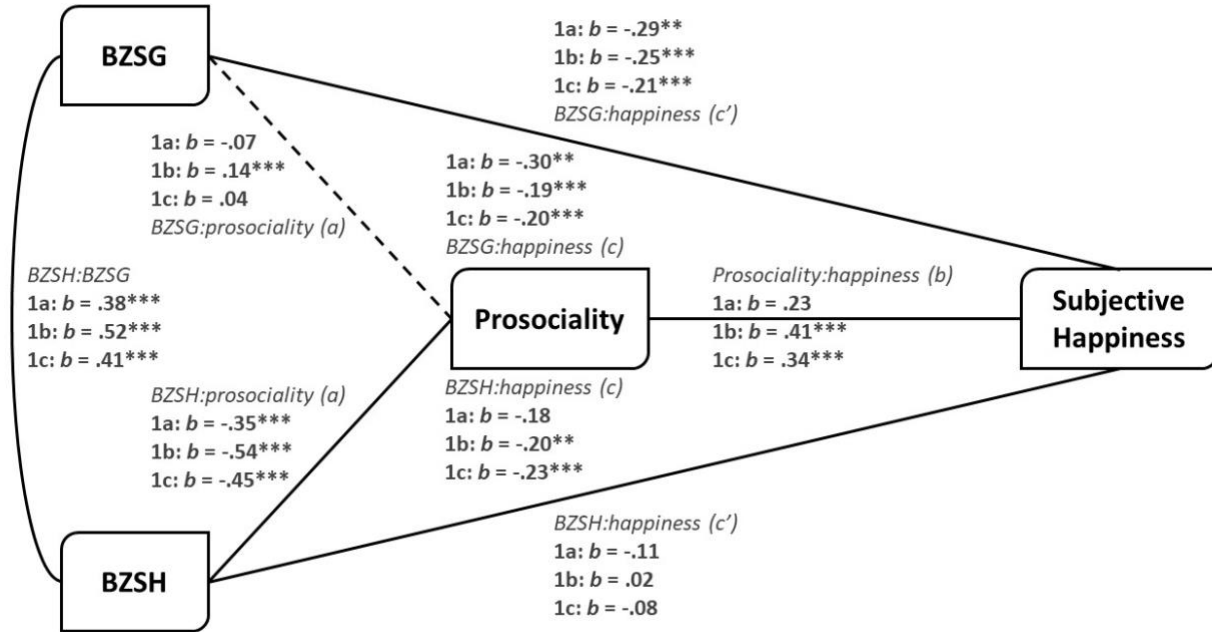 BZSG
1a: b = -.29**
1b: b = -.25***
1c: b = -.21***
BZSG:happiness (c’)
1a: b = -.07
1b: b = .14***
1c: b = .04
BZSG:prosociality (a)
1a: b = -.30**
1b: b = -.19***
1c: b = -.20***
BZSG:happiness (c)
BZSH:BZSG
1a: b = .38***
1b: b = .52***
1c: b = .41***
Prosociality
Prosociality:happiness (b)
1a: b = .23
1b: b = .41***
1c: b = .34***
Subjective
Happiness
BZSH:prosociality (a)
1a: b = -.35***
1b: b = -.54***
1c: b = -.45***
BZSH:happiness (c)
1a: b = -.18
1b: b = -.20**
1c: b = -.23***
BZSH
BZSH:happiness (c’)
1a: b = -.11
1b: b = .02
1c: b = -.08